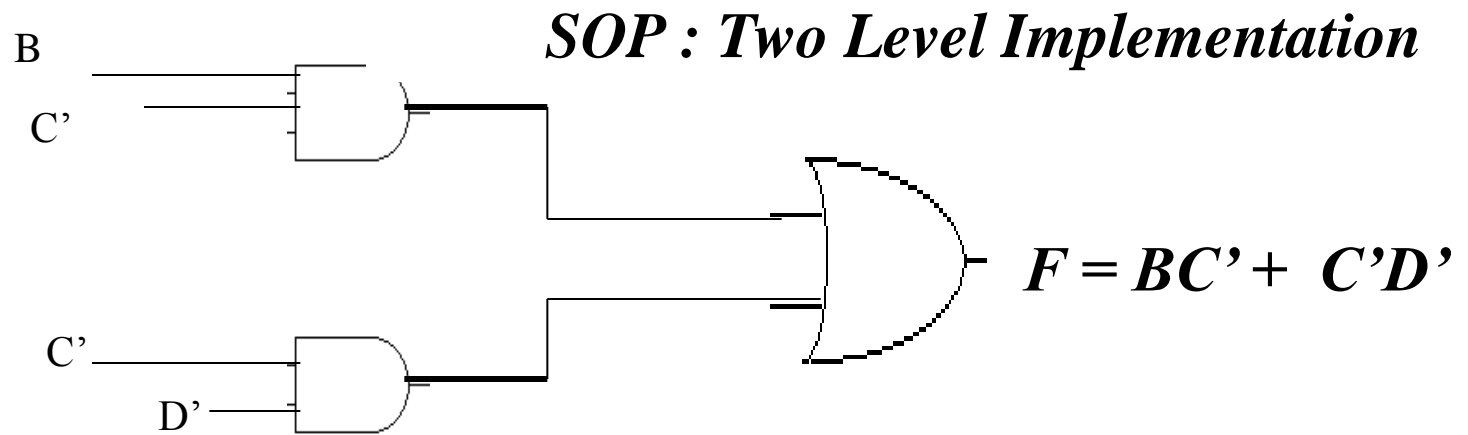 SOP : Two Level Implementation
B
C’
F = BC’ + C’D’
C’
D’